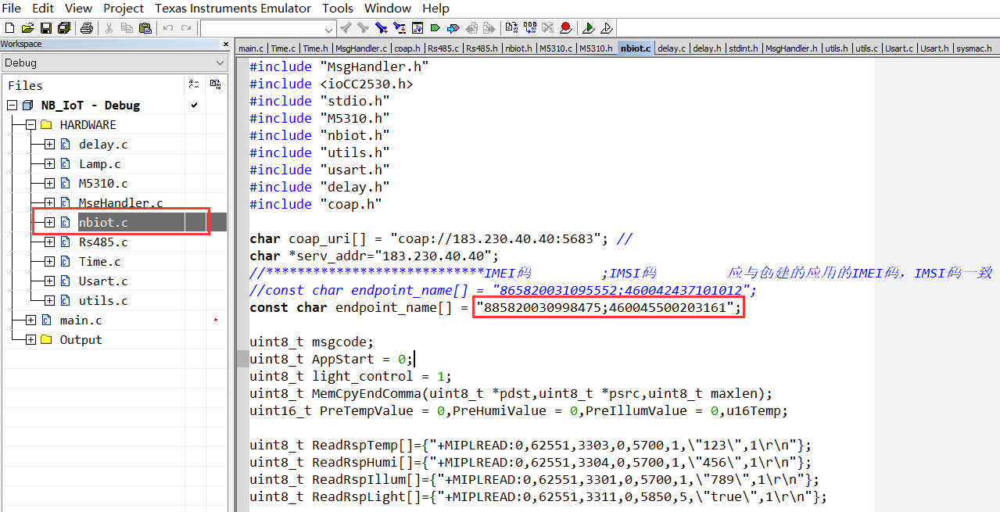 File Edit View Project Texas Instruments Emulator Tools Window Help
Workspace
Debug
Files
NB_IoT - Debug
HARDWARE
delay.c
Lamp.c
M5310.c
MsgHandler.c
nbiot.c
Rs485.c
Time.c
Usart.c
utils.c
main.c
Output
main.c Time.c Time.h MsgHandler.c coap.h Rs485.c Rs485.h nbiot.h M5310.c M5310.h nbiot.c delay.c delay.h stdint.h MsgHandler.h utils.h utils.c Usart.c Usart.h sysmac.h
#include "MsgHandler.h"
#include <ioCC2530.h>
#include "stdio.h"
#include "M5310.h"
#include "nbiot.h"
#include "utils.h"
#include "usart.h"
#include "delay.h"
#include "coap.h"
char coap_uri[] = "coap://183.230.40.40:5683"; //
char *serv_addr="183.230.40.40";
//****************************IMEI码 ;IMSI码 应与创建的应用的IMEI码，IMSI码一致
//const char endpoint_name[] = "865820031095552;460042437101012";
const char endpoint_name[] = "885820030998475;460045500203161";
uint8_t msgcode;
uint8_t AppStart = 0;
uint8_t light_control = 1;
uint8_t MemCpyEndComma(uint8_t *pdst,uint8_t *psrc,uint8_t maxlen);
uint16_t PreTempValue = 0,PreHumiValue = 0,PreIllumValue = 0,u16Temp;
uint8_t ReadRspTemp[]={"+MIPLREAD:0,62551,3303,0,5700,1,\"123\",1\r\n"};
uint8_t ReadRspHumi[]={"+MIPLREAD:0,62551,3304,0,5700,1,\"456\",1\r\n"};
uint8_t ReadRspIllum[]={"+MIPLREAD:0,62551,3301,0,5700,1,\"789\",1\r\n"};
uint8_t ReadRspLight[]={"+MIPLREAD:0,62551,3311,0,5850,5,\"true\",1\r\n"};